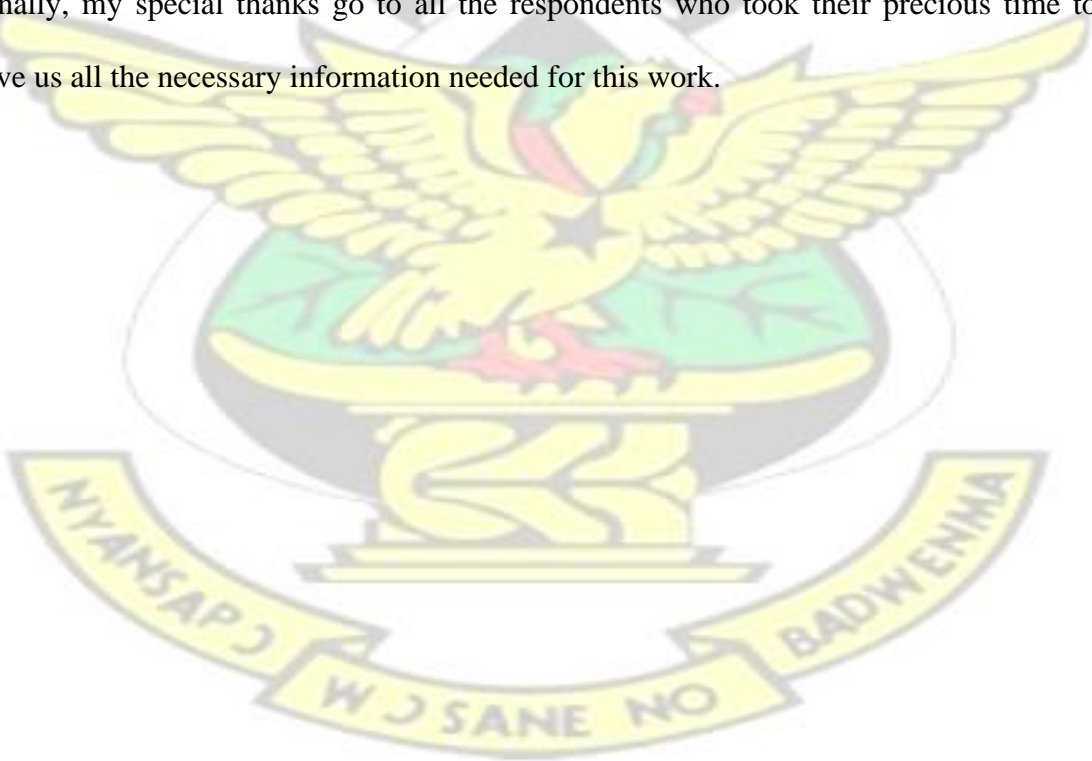 nally, my special thanks go to all the respondents who took their precious time to
ve us all the necessary information needed for this work.
NYANSAPƆ
WƆSANE NO
BADWENMA